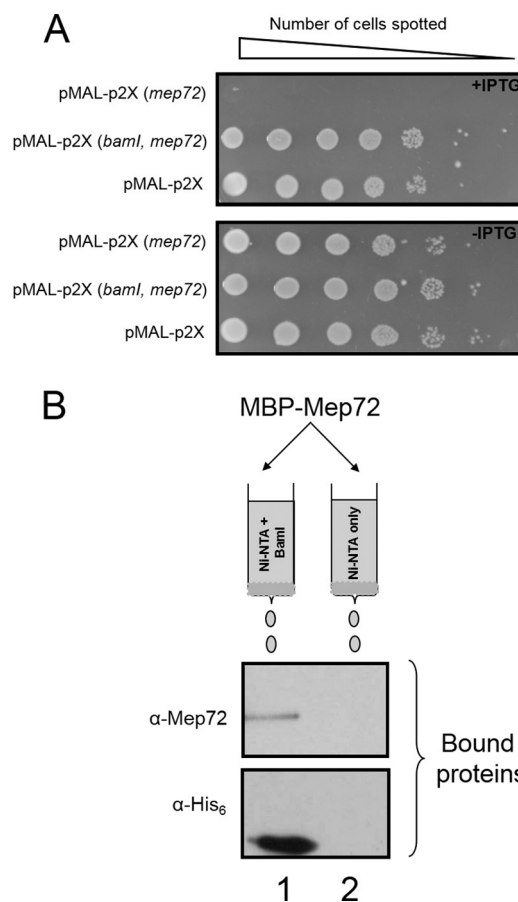 A
Number of cells spotted
pMAL-p2X (mep72)
+IPTG
pMAL-p2X (bamI, mep72)
pMAL-p2X
pMAL-p2X (mep72)
-IPTG
pMAL-p2X (bamI, mep72)
pMAL-p2X
B
MBP-Mep72
Ni-NTA +
BamI
Ni-NTA only
α-Mep72
α-His₆
Bound
proteins
1 2